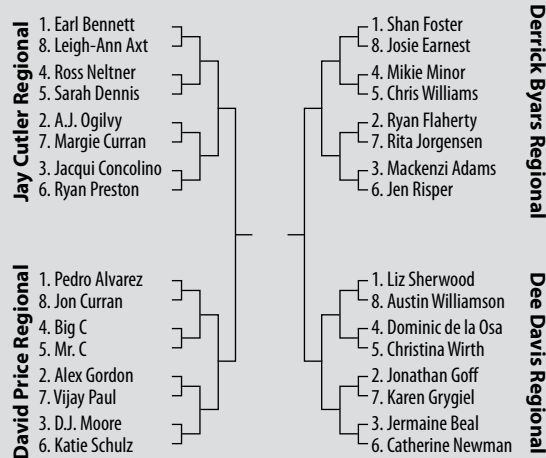 Jay Cutler Regional
1. Earl Bennett
8. Leigh-Ann Axt
4. Ross Neltner
5. Sarah Dennis
2. A.J. Ogilvy
7. Margie Curran
3. Jacqui Concolino
6. Ryan Preston
David Price Regional
1. Pedro Alvarez
8. Jon Curran
4. Big C
5. Mr. C
2. Alex Gordon
7. Vijay Paul
3. D.J. Moore
6. Katie Schulz
Derrick Byars Regional
1. Shan Foster
8. Josie Earnest
4. Mikie Minor
5. Chris Williams
2. Ryan Flaherty
7. Rita Jorgensen
3. Mackenzi Adams
6. Jen Risper
Dee Davis Regional
1. Liz Sherwood
8. Austin Williamson
4. Dominic de la Osa
5. Christina Wirth
2. Jonathan Goff
7. Karen Grygiel
3. Jermaine Beal
6. Catherine Newman